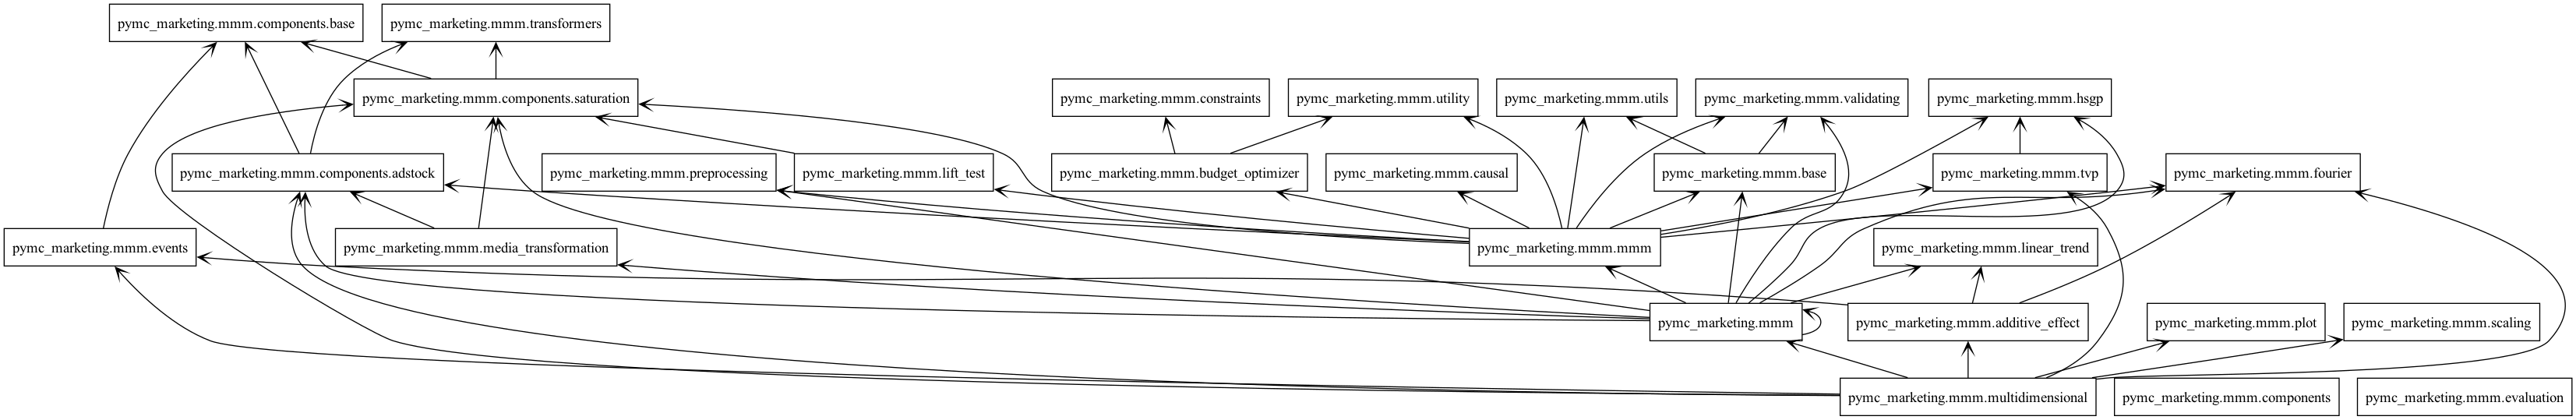 pymc_marketing.mmm.components.base
pymc_marketing.mmm.transformers
pymc_marketing.mmm.components.saturation
pymc_marketing.mmm.constraints
pymc_marketing.mmm.utility
pymc_marketing.mmm.utils
pymc_marketing.mmm.validating
pymc_marketing.mmm.hsgp
pymc_marketing.mmm.components.adstock
pymc_marketing.mmm.preprocessing
pymc_marketing.mmm.lift_test
pymc_marketing.mmm.budget_optimizer
pymc_marketing.mmm.causal
pymc_marketing.mmm.base
pymc_marketing.mmm.tvp
pymc_marketing.mmm.fourier
pymc_marketing.mmm.events
pymc_marketing.mmm.media_transformation
pymc_marketing.mmm.mmm
pymc_marketing.mmm.linear_trend
pymc_marketing.mmm
pymc_marketing.mmm.additive_effect
pymc_marketing.mmm.plot
pymc_marketing.mmm.scaling
pymc_marketing.mmm.multidimensional
pymc_marketing.mmm.components
pymc_marketing.mmm.evaluation